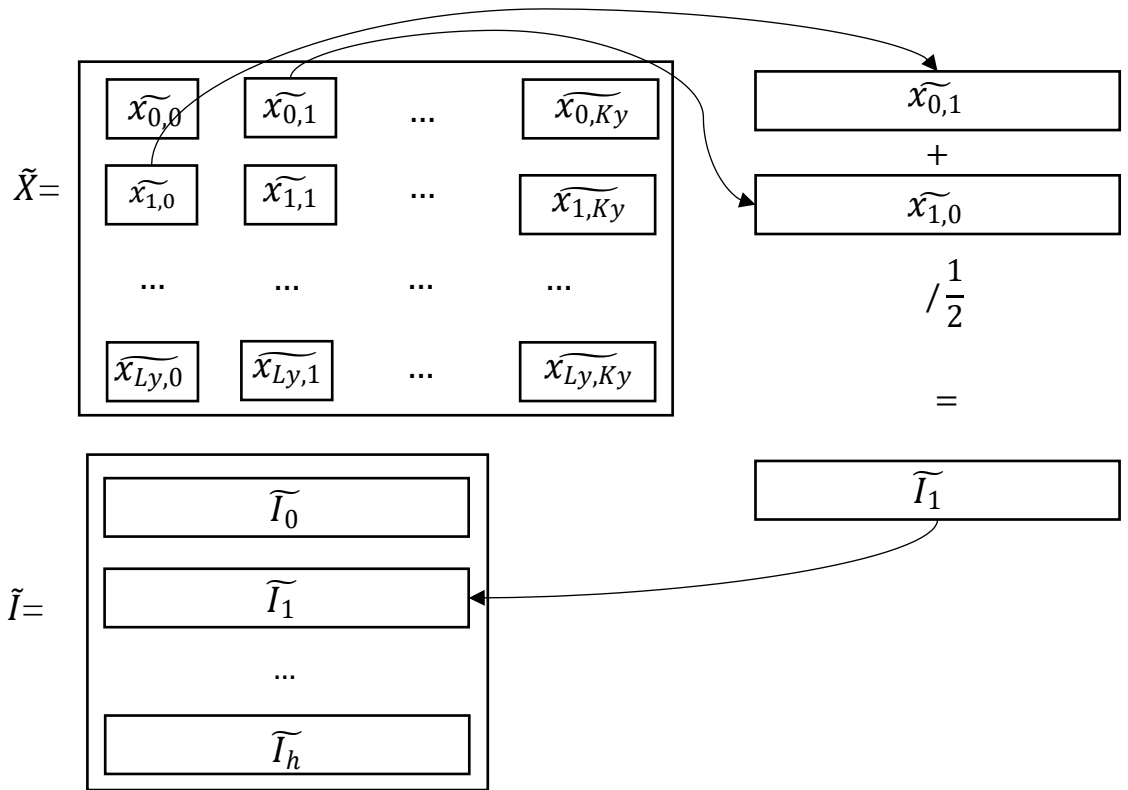 X̃=
x̃₀,₀ x̃₀,₁ ... x̃₀,Ky
x̃₁,₀ x̃₁,₁ ... x̃₁,Ky
... ... ... ...
x̃Ly,₀ x̃Ly,₁ ... x̃Ly,Ky
x̃₀,₁
+
x̃₁,₀
/ 1/2
=
Ĩ₁
Ĩ=
Ĩ₀
Ĩ₁
...
Ĩₕ